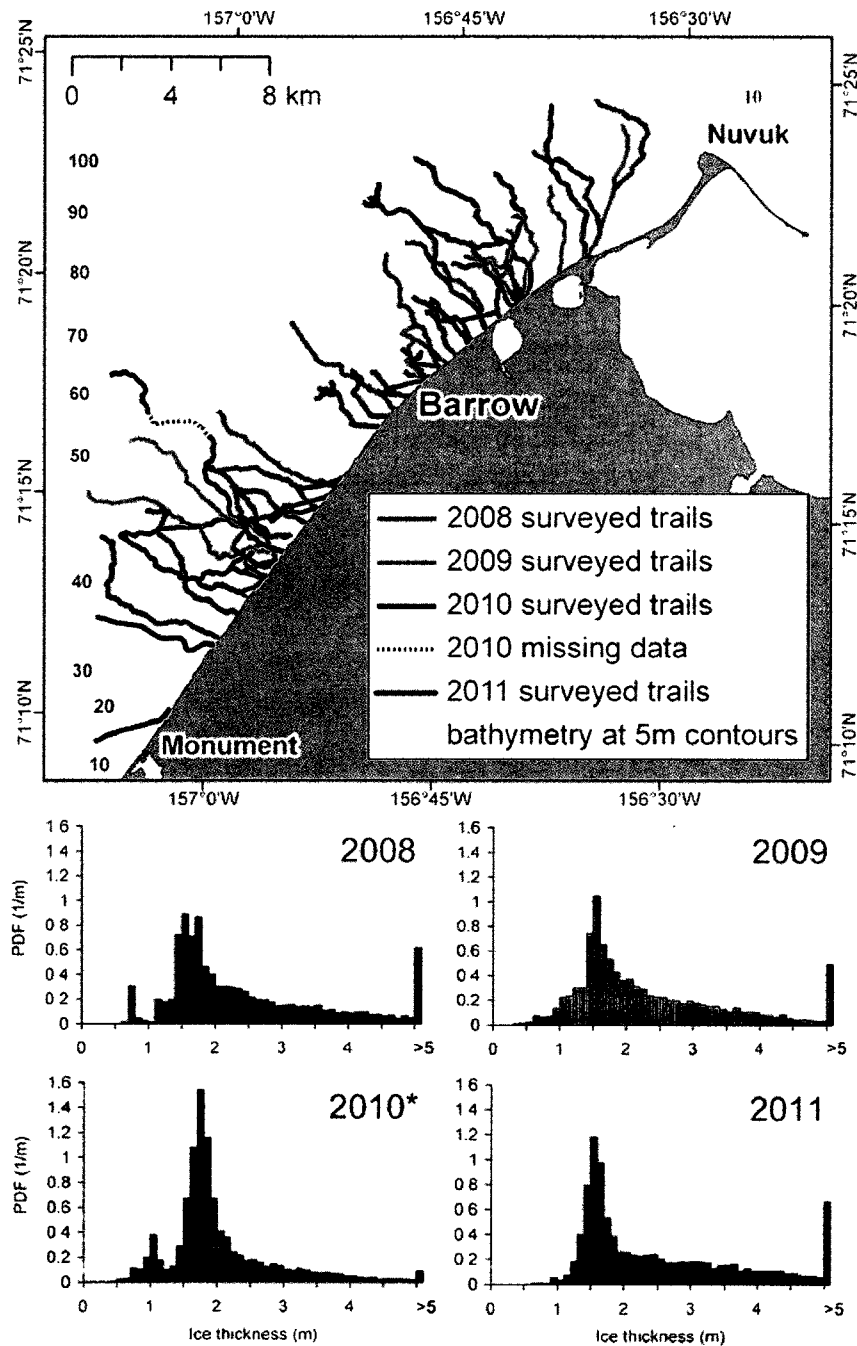 157°0'W 156°45'W 156°30'W
71°25'N
71°25'N
0 4 8 km
10
Nuvuk
100
90
80
70
60
50
40
30
20
10
71°20'N
71°20'N
71°15'N
71°15'N
71°10'N
71°10'N
Barrow
Monument
2008 surveyed trails
2009 surveyed trails
2010 surveyed trails
2010 missing data
2011 surveyed trails
bathymetry at 5m contours
157°0'W 156°45'W 156°30'W
2008
PDF (1/m)
1 6
1.4
1.2
1
0 8
0 6
0 4
0 2
0
0 1 2 3 4 >5
2009
1 6
1.4
1.2
1
0 8
0 6
0 4
0 2
0
0 1 2 3 4 >5
2010*
PDF (1/m)
1.6
1.4
1.2
1
0 8
0 6
0 4
0 2
0
0 1 2 3 4 >5
Ice thickness (m)
2011
1.6
1.4
1.2
1
0 8
0 6
0 4
0 2
0
0 1 2 3 4 >5
Ice thickness (m)